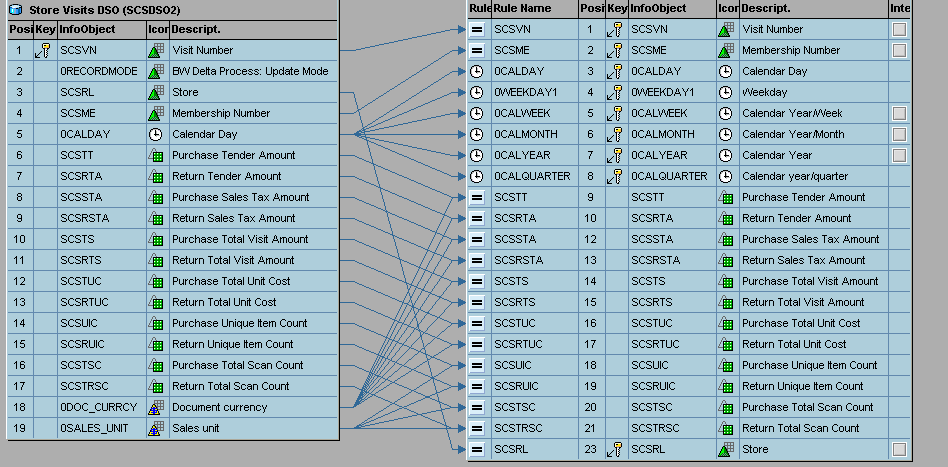 Store Visits DSO (SCSDSO2)
Posi Key InfoObject Icon Descript.
1 SCSVN Visit Number
2 0RECORDMODE BW Delta Process: Update Mode
3 SCSRL Store
4 SCSME Membership Number
5 0CALDAY Calendar Day
6 SCSTT Purchase Tender Amount
7 SCSRTA Return Tender Amount
8 SCSSTA Purchase Sales Tax Amount
9 SCSRSTA Return Sales Tax Amount
10 SCSTS Purchase Total Visit Amount
11 SCSRTS Return Total Visit Amount
12 SCSTUC Purchase Total Unit Cost
13 SCSRTUC Return Total Unit Cost
14 SCSUIC Purchase Unique Item Count
15 SCSRUIC Return Unique Item Count
16 SCSTSC Purchase Total Scan Count
17 SCSTRSC Return Total Scan Count
18 0DOC_CURRCY Document currency
19 0SALES_UNIT Sales unit
Rule Rule Name Posi Key InfoObject Icon Descript. Inte
SCSVN 1 SCSVN Visit Number
SCSME 2 SCSME Membership Number
0CALDAY 3 0CALDAY Calendar Day
0WEEKDAY1 4 0WEEKDAY1 Weekday
0CALWEEK 5 0CALWEEK Calendar Year/Week
0CALMONTH 6 0CALMONTH Calendar Year/Month
0CALYEAR 7 0CALYEAR Calendar Year
0CALQUARTER 8 0CALQUARTER Calendar year/quarter
SCSTT 9 SCSTT Purchase Tender Amount
SCSRTA 10 SCSRTA Return Tender Amount
SCSSTA 12 SCSSTA Purchase Sales Tax Amount
SCSRSTA 13 SCSRSTA Return Sales Tax Amount
SCSTS 14 SCSTS Purchase Total Visit Amount
SCSRTS 15 SCSRTS Return Total Visit Amount
SCSTUC 16 SCSTUC Purchase Total Unit Cost
SCSRTUC 17 SCSRTUC Return Total Unit Cost
SCSUIC 18 SCSUIC Purchase Unique Item Count
SCSRUIC 19 SCSRUIC Return Unique Item Count
SCSTSC 20 SCSTSC Purchase Total Scan Count
SCSTRSC 21 SCSTRSC Return Total Scan Count
SCSRL 23 SCSRL Store